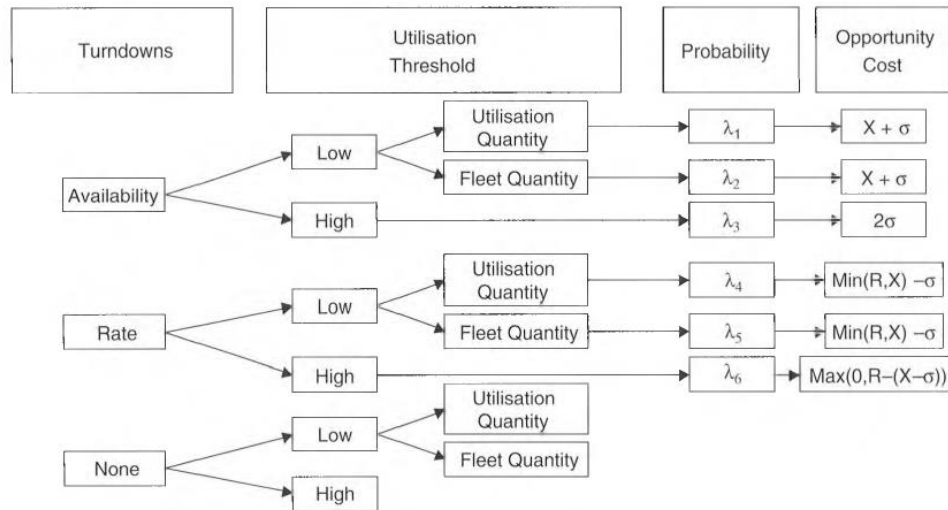 Turndowns
Utilisation
Threshold
Probability
Opportunity
Cost
Availability
Low
Utilisation
Quantity
λ1
X + σ
Fleet Quantity
λ2
X + σ
High
λ3
2σ
Rate
Low
Utilisation
Quantity
λ4
Min(R,X) –σ
Fleet Quantity
λ5
Min(R,X) –σ
High
λ6
Max(0,R–(X–σ))
None
Low
Utilisation
Quantity
Fleet Quantity
High